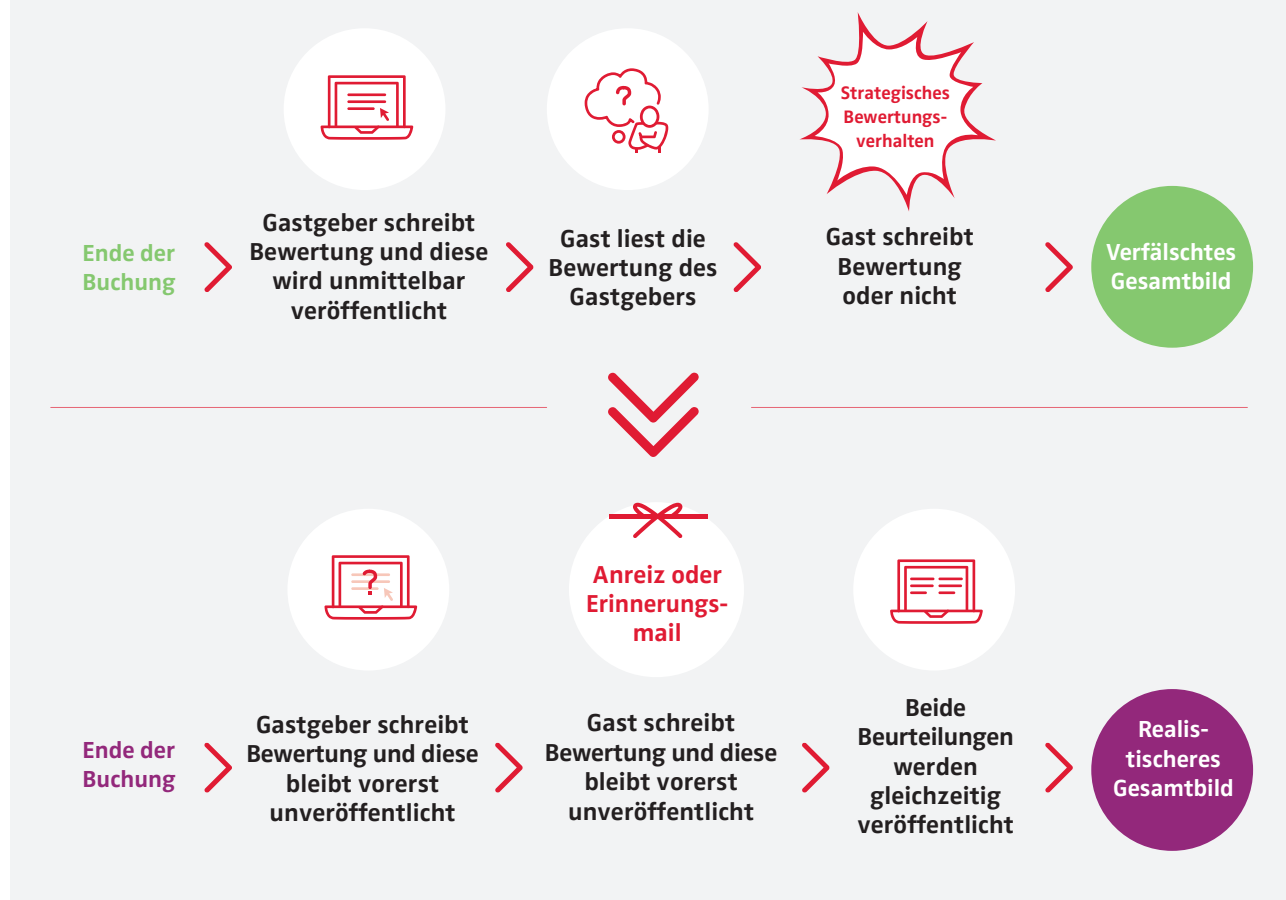 Strategisches
Bewertungs-
verhalten
Ende der
Buchung
Gastgeber schreibt
Bewertung und diese
wird unmittelbar
veröffentlicht
?
Gast liest die
Bewertung des
Gastgebers
Gast schreibt
Bewertung
oder nicht
Verfälschtes
Gesamtbild
Ende der
Buchung
?
Gastgeber schreibt
Bewertung und diese
bleibt vorerst
unveröffentlicht
Anreiz oder
Erinnerungs-
mail
Gast schreibt
Bewertung und diese
bleibt vorerst
unveröffentlicht
Beide
Beurteilungen
werden
gleichzeitig
veröffentlicht
Realis-
tischeres
Gesamtbild